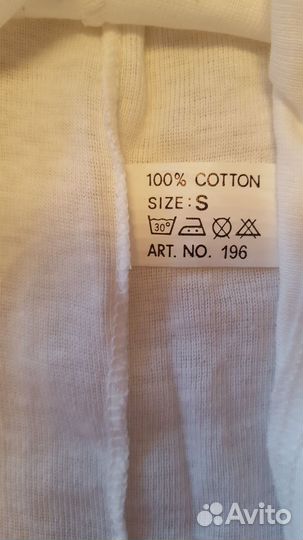 100% COTTON
SIZE: S
30°
ART. NO. 196
Avito